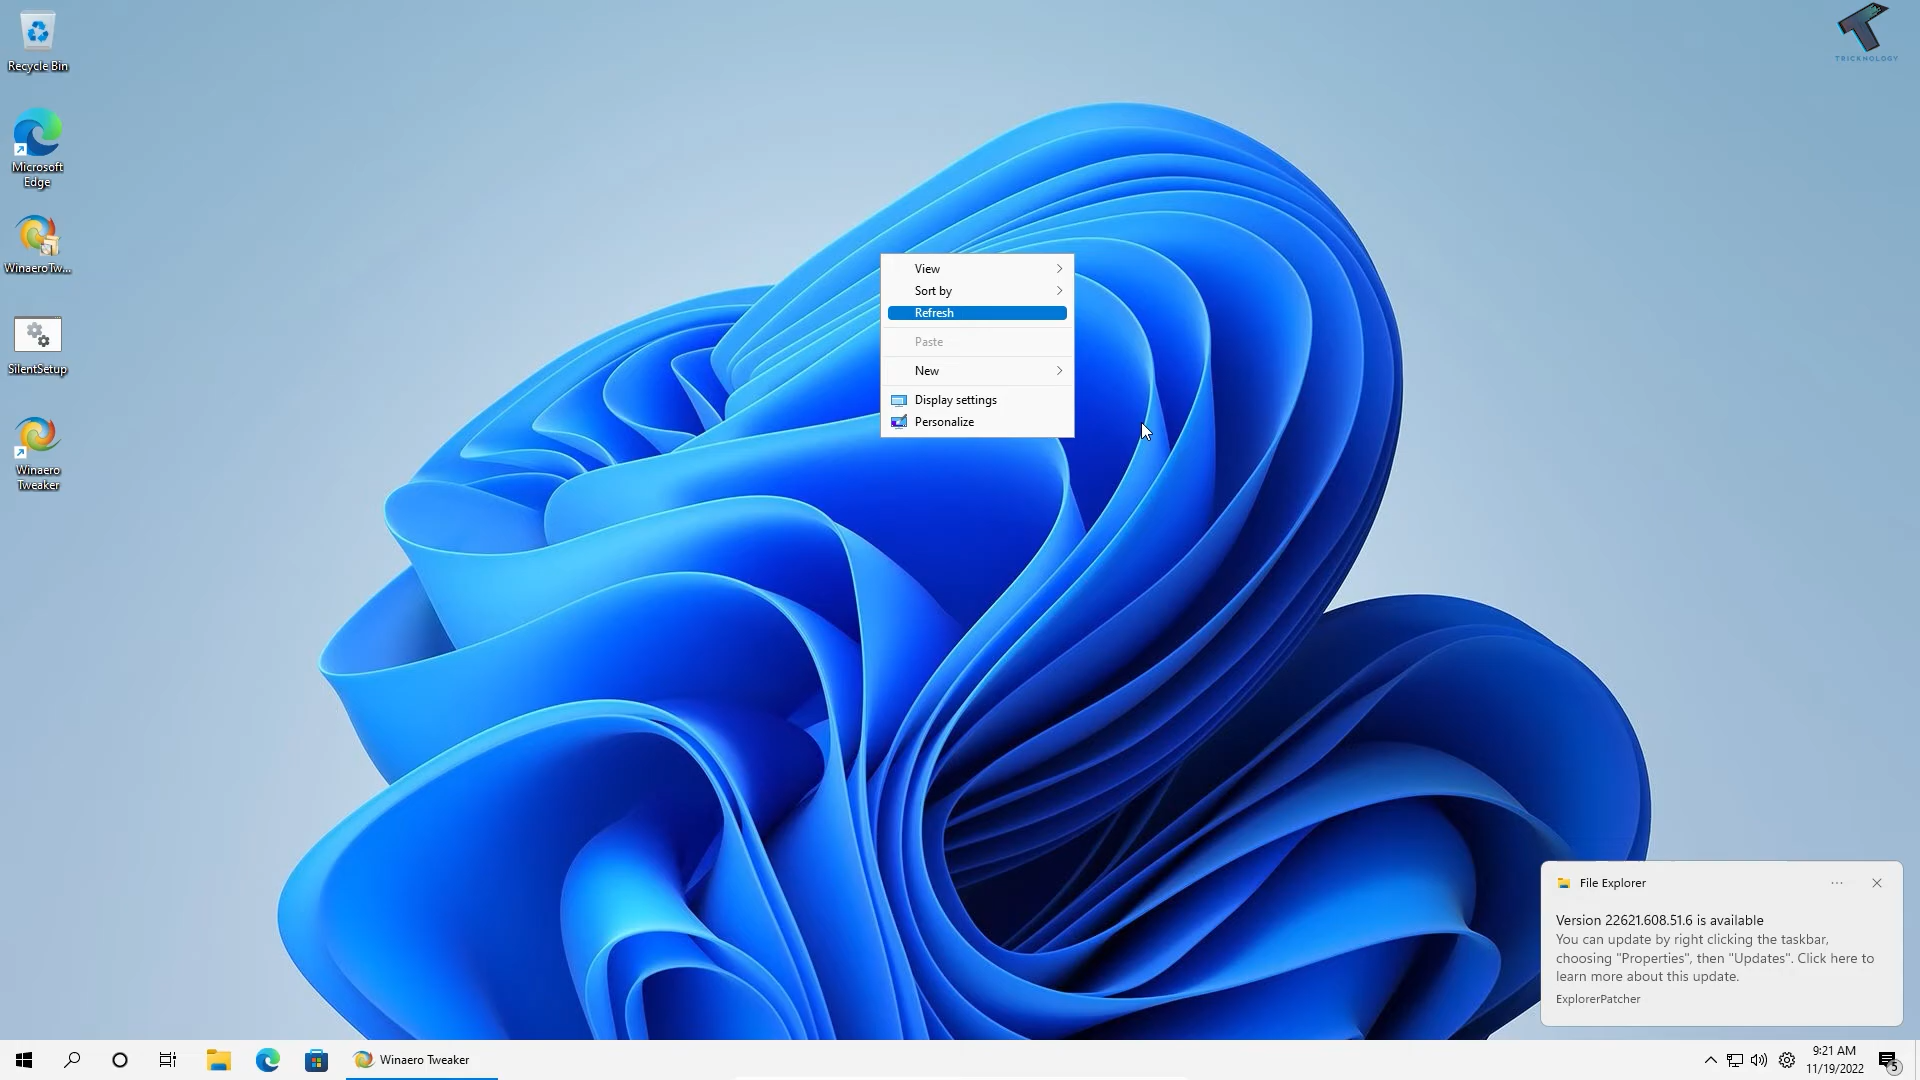 Recycle Bin
Microsoft
Edge
WinaeroTw...
SilentSetup
Winaero
Tweaker
TRICKNOLOGY
View
Sort by
Refresh
Paste
New
Display settings
Personalize
File Explorer
Version 22621.608.51.6 is available
You can update by right clicking the taskbar,
choosing "Properties", then "Updates". Click here to
learn more about this update.
ExplorerPatcher
Winaero Tweaker
9:21 AM
11/19/2022
5